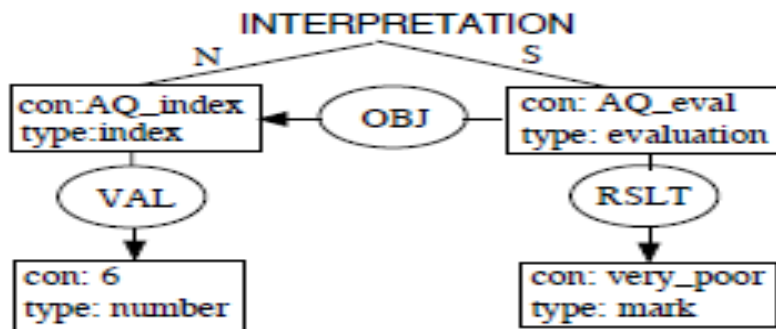 INTERPRETATION
N
S
con:AQ_index
type:index
OBJ
con: AQ_eval
type: evaluation
VAL
RSLT
con: 6
type: number
con: very_poor
type: mark